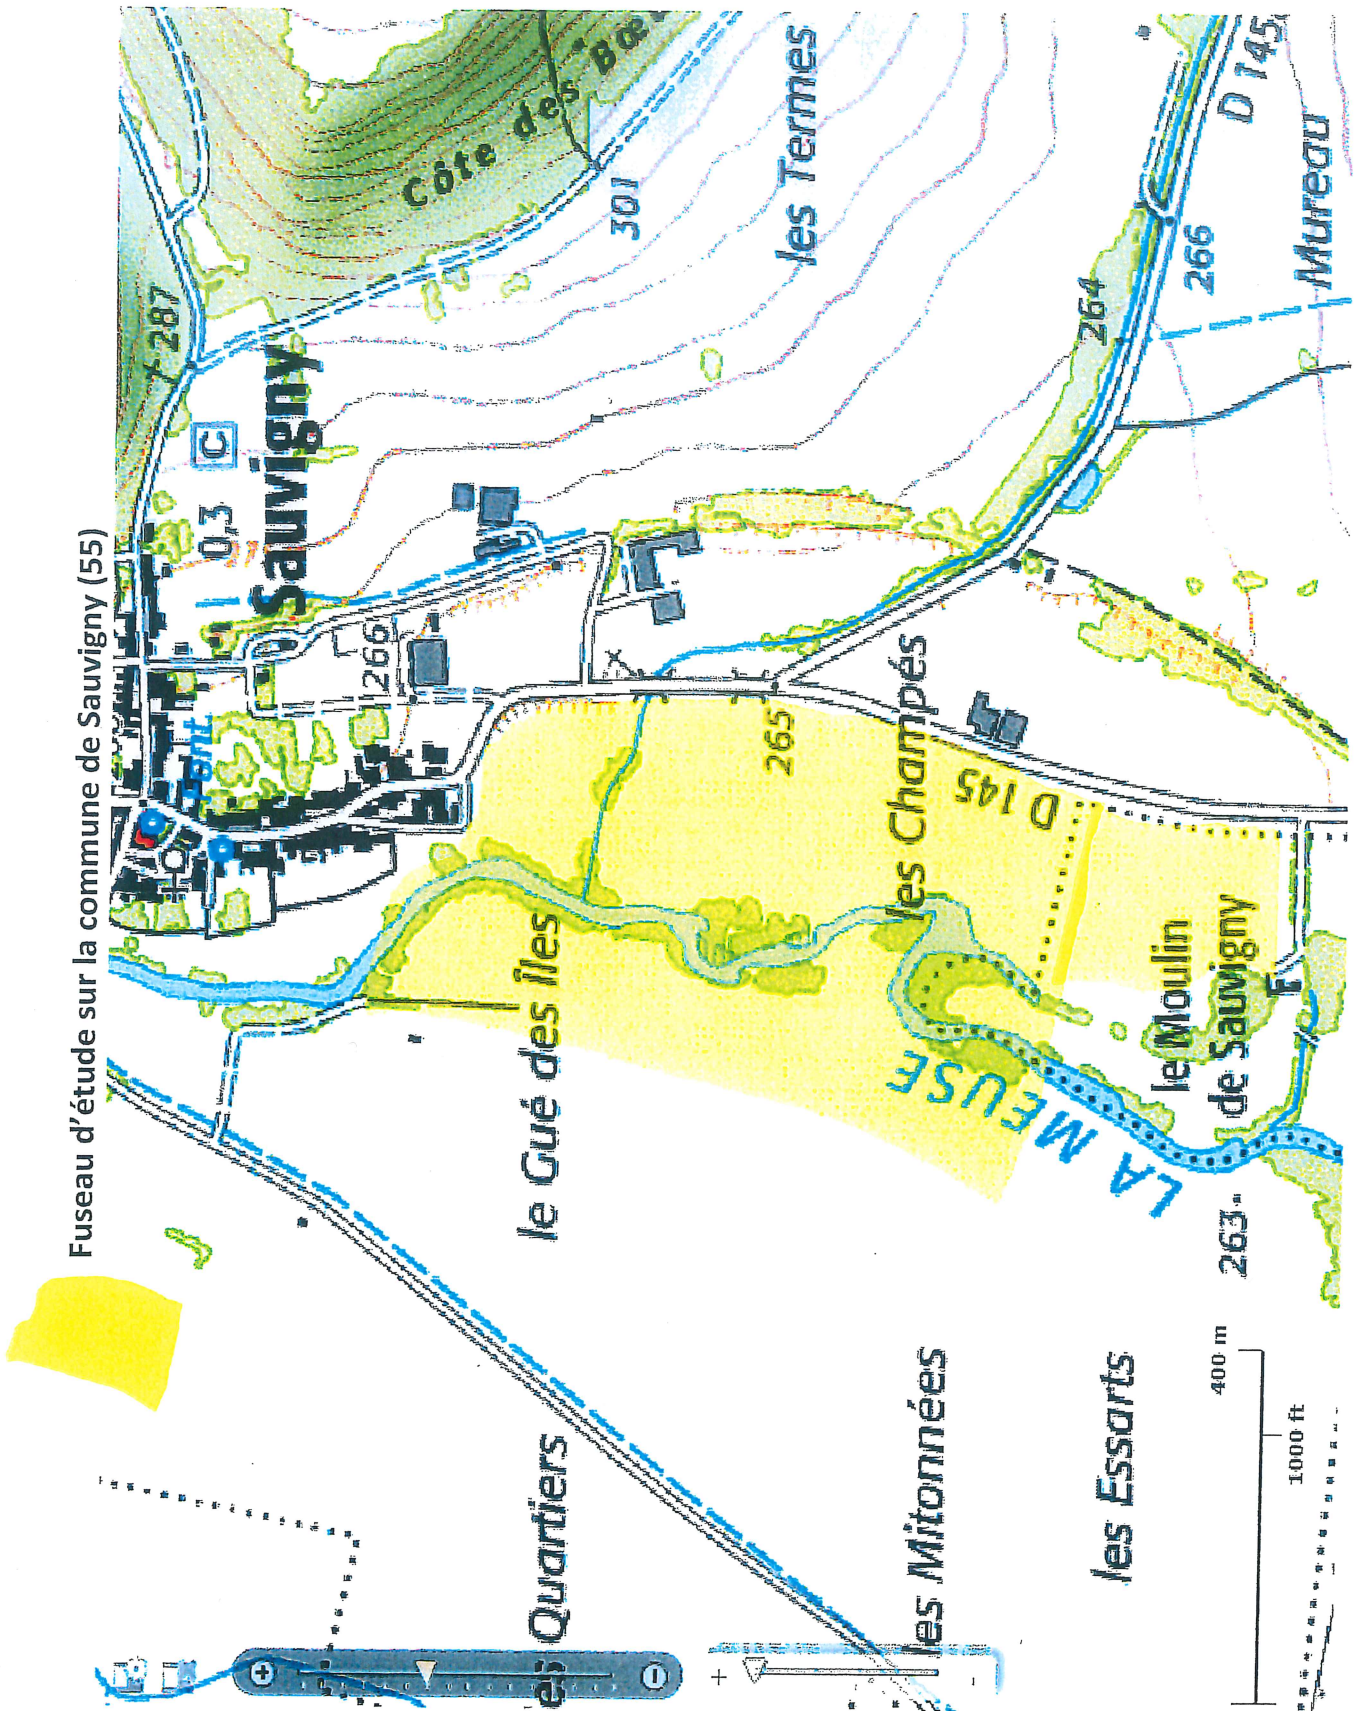 Fuseau d'étude sur la commune de Sauvigny (55)
287
Côte des
301
les Termes
D 145
C
0,3
Sauvigny
Font
266
264
266
Mureau
265
les Champés
D 145
le Gué des Îles
LA MEUSE
le Moulin
de Sauvigny
263
Quartiers
les Mitonnées
les Essarts
400 m
1000 ft
+
−
+
-